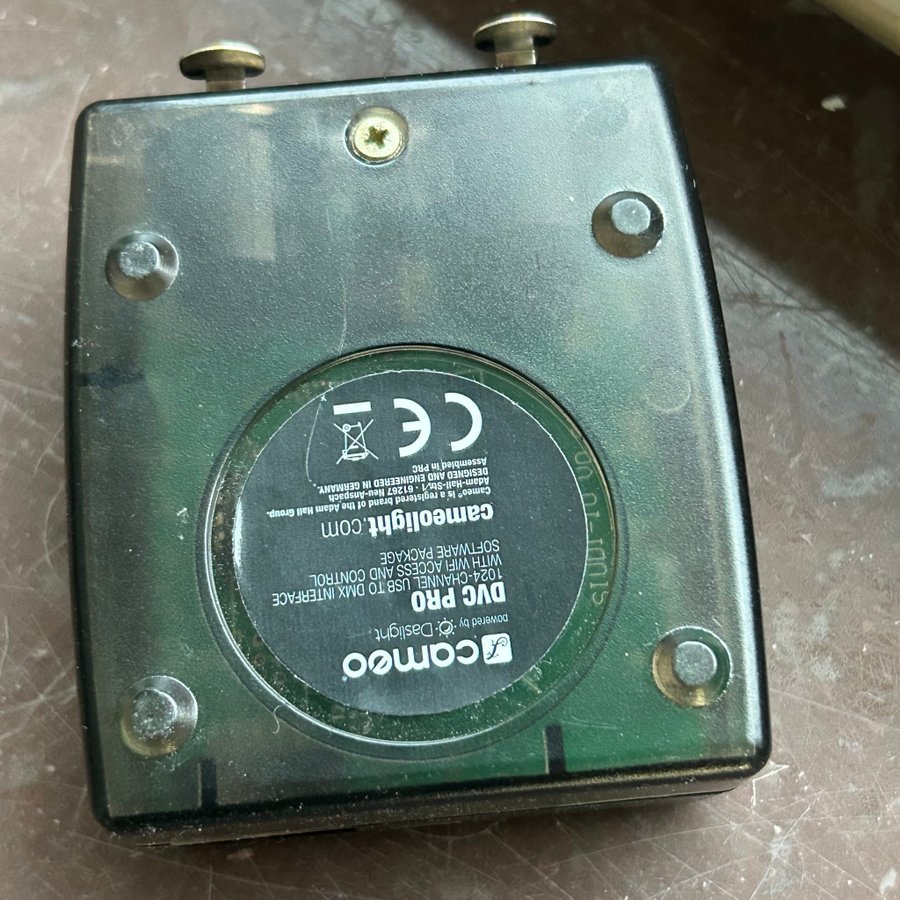 cameo®
powered by Daslight
DVC PRO
1024-CHANNEL USB TO DMX INTERFACE
WITH WIFI ACCESS AND CONTROL
SOFTWARE PACKAGE
cameolight.com
Cameo® is a registered brand of the Adam Hall Group.
Adam-Hall-Str. 1 · 61267 Neu-Anspach
DESIGNED AND ENGINEERED IN GERMANY.
Assembled in PRC
CE